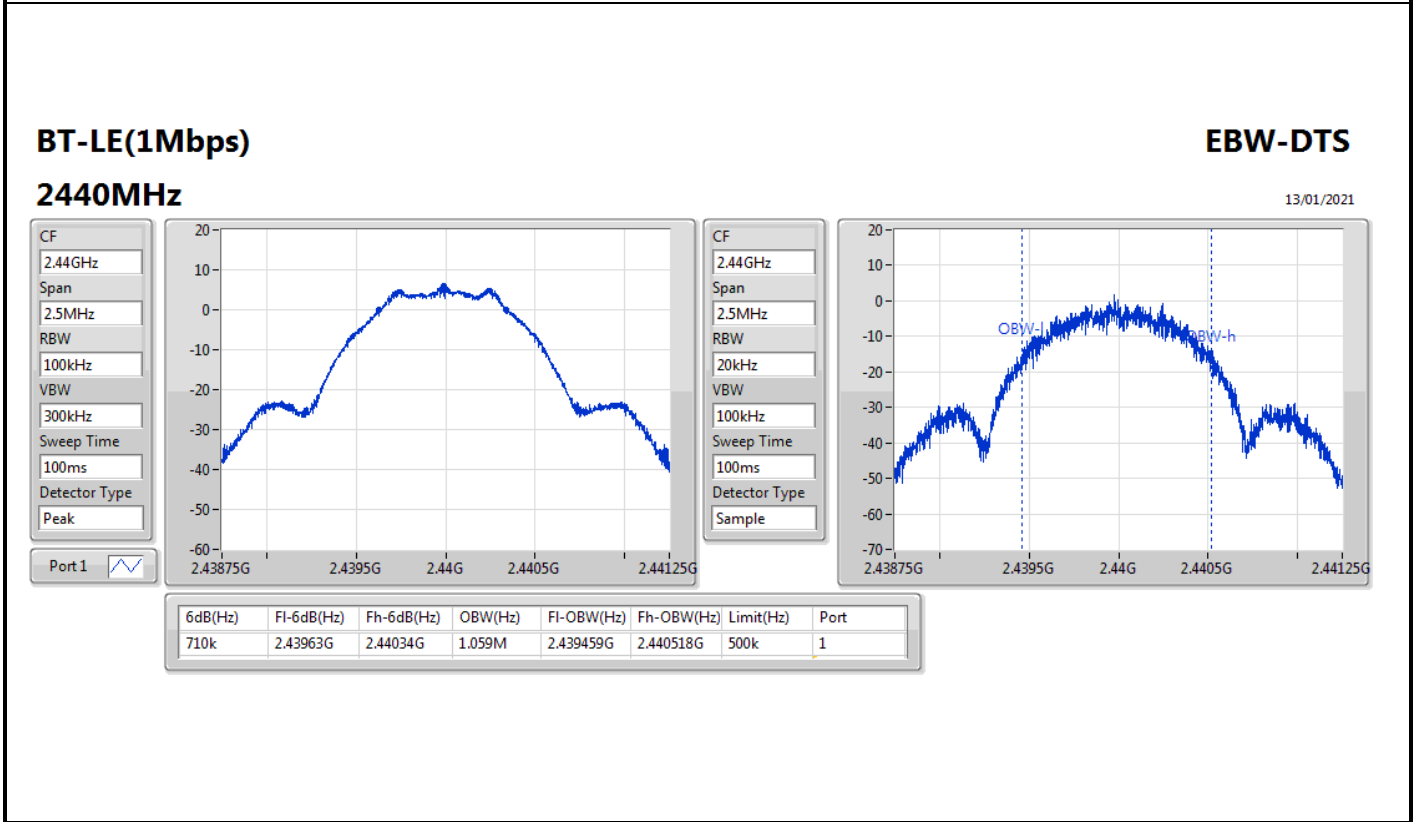 BT-LE(1Mbps)
EBW-DTS
2440MHz
13/01/2021
CF
2.44GHz
Span
2.5MHz
RBW
100kHz
VBW
300kHz
Sweep Time
100ms
Detector Type
Peak
Port 1
20
10
0
-10
-20
-30
-40
-50
-60
2.43875G 2.4395G 2.44G 2.4405G 2.44125G
CF
2.44GHz
Span
2.5MHz
RBW
20kHz
VBW
100kHz
Sweep Time
100ms
Detector Type
Sample
20
10
0
-10
-20
-30
-40
-50
-60
-70
OBW-l
OBW-h
2.43875G 2.4395G 2.44G 2.4405G 2.44125G
6dB(Hz) Fl-6dB(Hz) Fh-6dB(Hz) OBW(Hz) Fl-OBW(Hz) Fh-OBW(Hz) Limit(Hz) Port
710k 2.43963G 2.44034G 1.059M 2.439459G 2.440518G 500k 1